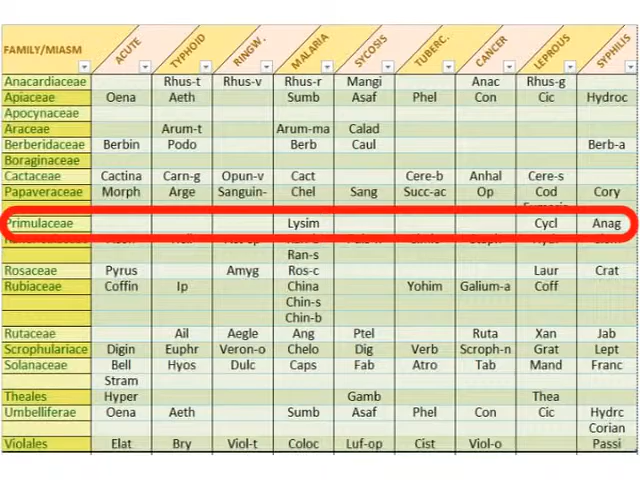 FAMILY/MIASM ACUTE TYPHOID RINGW. MALARIA SYCOSIS TUBERC. CANCER LEPROUS SYPHILIS
Anacardiaceae Rhus-t Rhus-v Rhus-r Mangi Anac Rhus-g
Apiaceae Oena Aeth Sumb Asaf Phel Con Cic Hydroc
Apocynaceae
Araceae Arum-t Arum-ma Calad
Berberidaceae Berbin Podo Berb Caul Berb-a
Boraginaceae
Cactaceae Cactina Carn-g Opun-v Cact Cere-b Anhal Cere-s
Papaveraceae Morph Arge Sanguin- Chel Sang Succ-ac Op Cod Cory
Primulaceae Lysim Cycl Anag
Ran-s
Rosaceae Pyrus Amyg Ros-c Laur Crat
Rubiaceae Coffin Ip China Yohim Galium-a Coff
Chin-s
Chin-b
Rutaceae Ail Aegle Ang Ptel Ruta Xan Jab
Scrophulariace Digin Euphr Veron-o Chelo Dig Verb Scroph-n Grat Lept
Solanaceae Bell Hyos Dulc Caps Fab Atro Tab Mand Franc
Stram
Theales Hyper Gamb Thea
Umbelliferae Oena Aeth Sumb Asaf Phel Con Cic Hydrc
Corian
Violales Elat Bry Viol-t Coloc Luf-op Cist Viol-o Passi